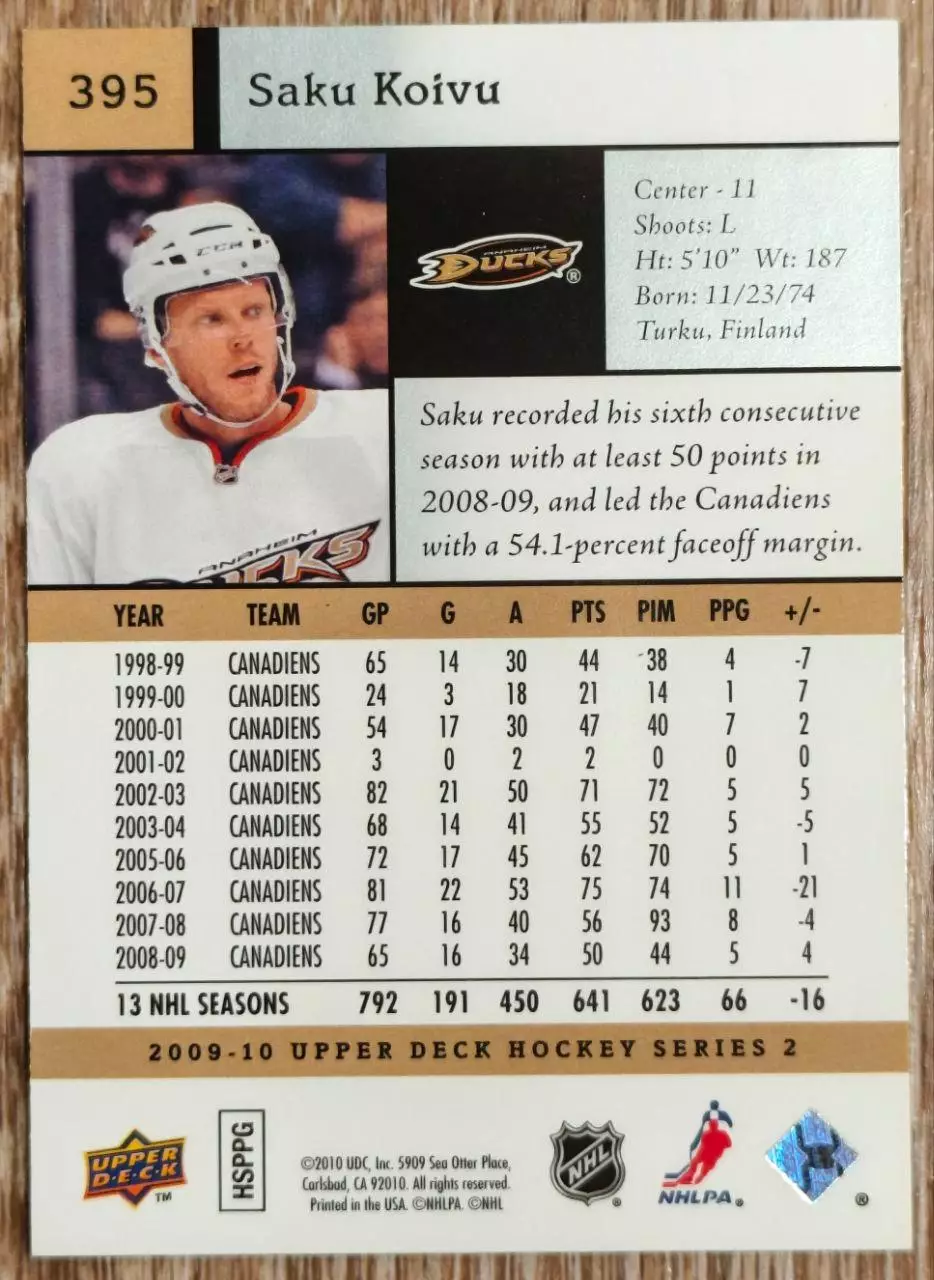 395
Saku Koivu
CCM
ANAHEIM
DUCKS®
Center - 11
Shoots: L
Ht: 5'10" Wt: 187
Born: 11/23/74
Turku, Finland
ANAHEIM
DUCKS
Saku recorded his sixth consecutive
season with at least 50 points in
2008-09, and led the Canadiens
with a 54.1-percent faceoff margin.
YEAR TEAM GP G A PTS PIM PPG +/-
1998-99 CANADIENS 65 14 30 44 38 4 -7
1999-00 CANADIENS 24 3 18 21 14 1 7
2000-01 CANADIENS 54 17 30 47 40 7 2
2001-02 CANADIENS 3 0 2 2 0 0 0
2002-03 CANADIENS 82 21 50 71 72 5 5
2003-04 CANADIENS 68 14 41 55 52 5 -5
2005-06 CANADIENS 72 17 45 62 70 5 1
2006-07 CANADIENS 81 22 53 75 74 11 -21
2007-08 CANADIENS 77 16 40 56 93 8 -4
2008-09 CANADIENS 65 16 34 50 44 5 4
13 NHL SEASONS 792 191 450 641 623 66 -16
2009-10 UPPER DECK HOCKEY SERIES 2
UPPER
DECK
TM
HSPPG
©2010 UDC, Inc. 5909 Sea Otter Place,
Carlsbad, CA 92010. All rights reserved.
Printed in the USA. ©NHLPA. ©NHL
NHL
®
NHLPA®
®